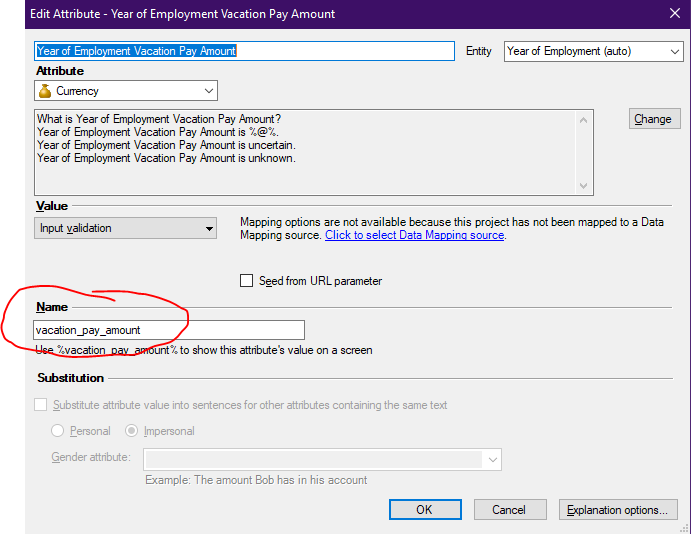 Edit Attribute - Year of Employment Vacation Pay Amount
Year of Employment Vacation Pay Amount
Entity
Year of Employment (auto)
Attribute
Currency
What is Year of Employment Vacation Pay Amount?
Year of Employment Vacation Pay Amount is %@%.
Year of Employment Vacation Pay Amount is uncertain.
Year of Employment Vacation Pay Amount is unknown.
Change
Value
Input validation
Mapping options are not available because this project has not been mapped to a Data
Mapping source. Click to select Data Mapping source.
Seed from URL parameter
Name
vacation_pay_amount
Use %vacation_pay_amount% to show this attribute's value on a screen
Substitution
Substitute attribute value into sentences for other attributes containing the same text
Personal
Impersonal
Gender attribute:
Example: The amount Bob has in his account
OK
Cancel
Explanation options...